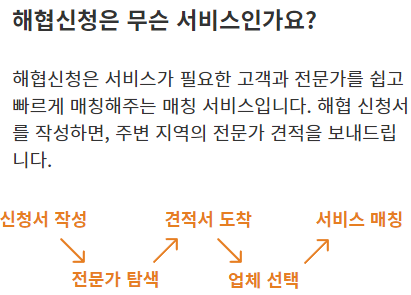 해협신청은 무슨 서비스인가요?
해협신청은 서비스가 필요한 고객과 전문가를 쉽고
빠르게 매칭해주는 매칭 서비스입니다. 해협 신청서
를 작성하면, 주변 지역의 전문가 견적을 보내드립
니다.
신청서 작성
전문가 탐색
견적서 도착
업체 선택
서비스 매칭